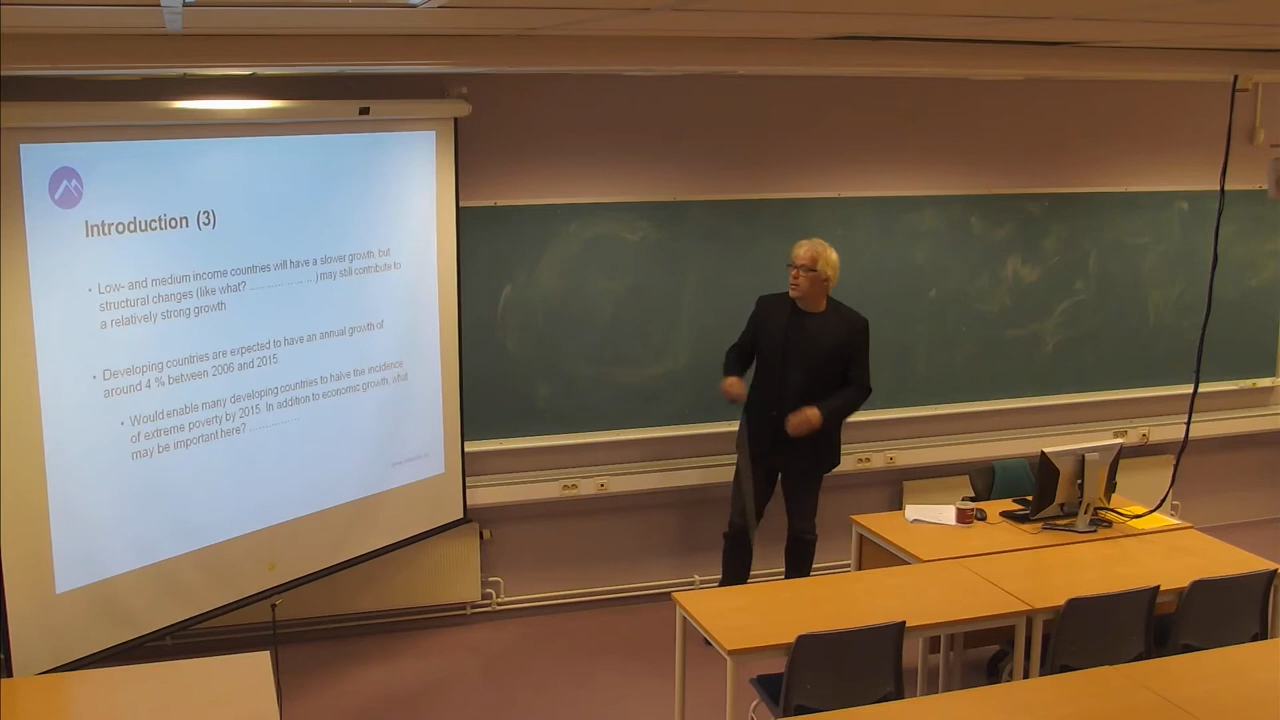 Introduction (3)
• Low- and medium income countries will have a slower growth, but
structural changes (like what? ...................) may still contribute to
a relatively strong growth
• Developing countries are expected to have an annual growth of
around 4 % between 2006 and 2015
• Would enable many developing countries to halve the incidence
of extreme poverty by 2015. In addition to economic growth, what
may be important here? ................